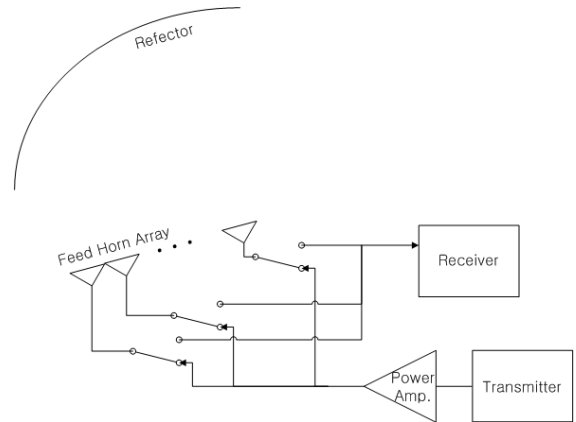 Refector
Feed Horn Array
Receiver
Power
Amp.
Transmitter